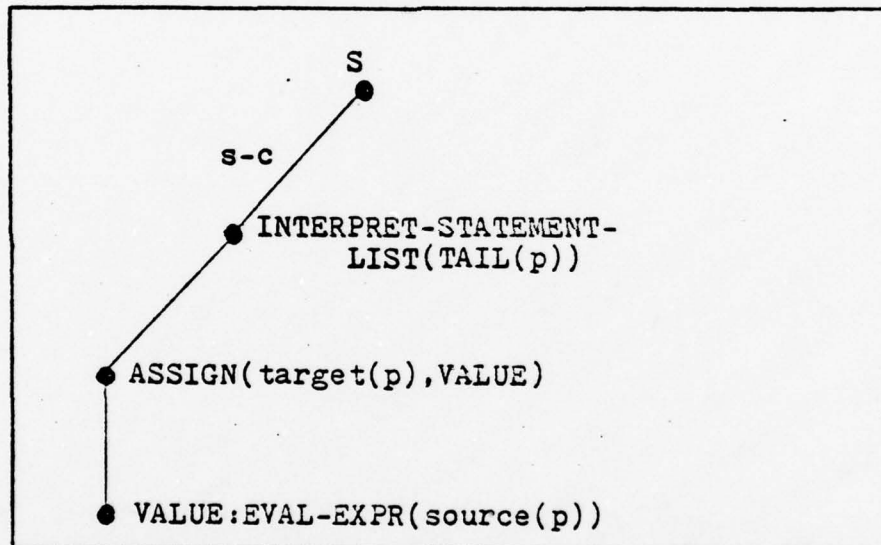 S
s-c
INTERPRET-STATEMENT-
LIST(TAIL(p))
ASSIGN(target(p),VALUE)
VALUE:EVAL-EXPR(source(p))